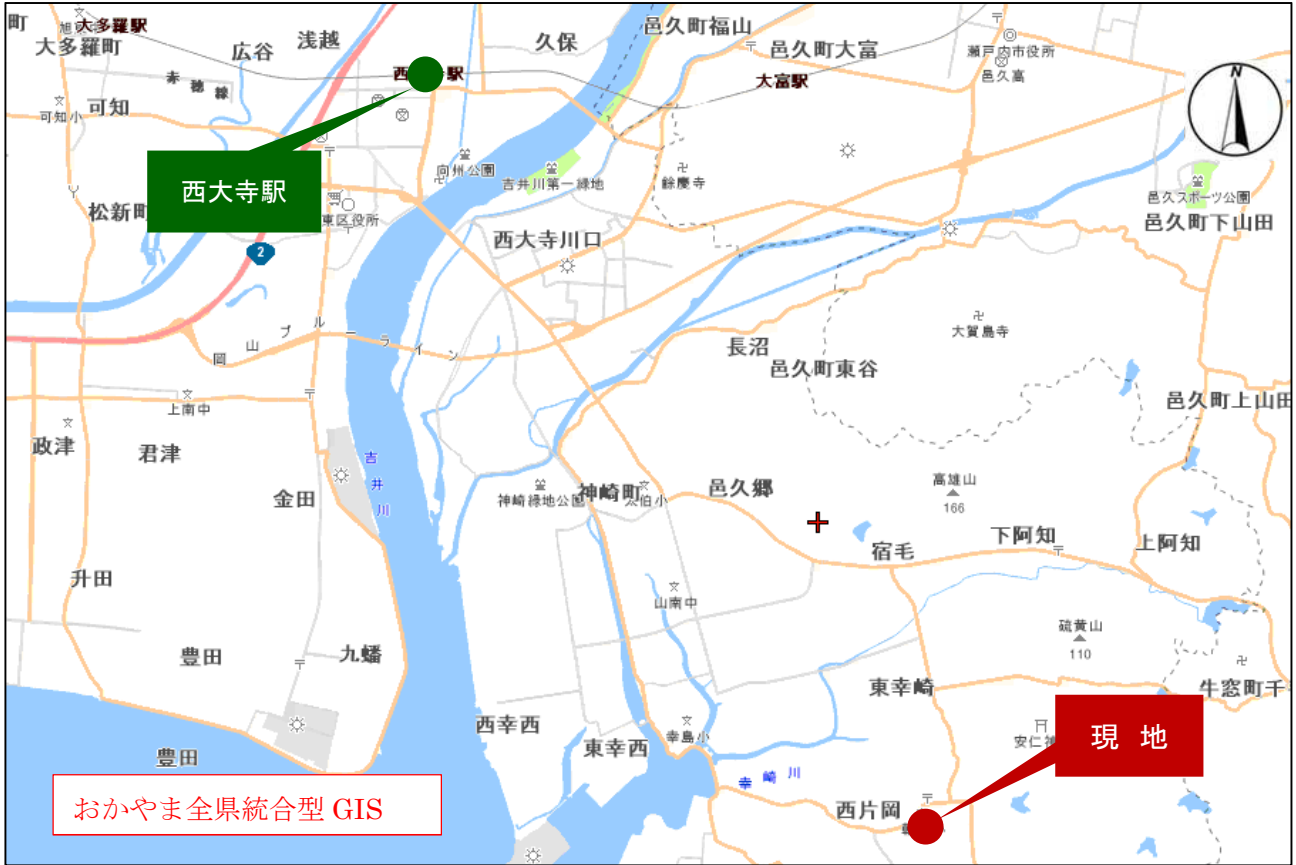 町
旭東
大多羅駅
大多羅町
広谷
浅越
久保
邑久町福山
邑久町大富
瀬戸内市役所
邑久高
N
赤穂線
西大寺駅
大富駅
可知
可知小
西大寺駅
向州公園
吉井川第一緑地
餘慶寺
邑久スポーツ公園
松新町
東区役所
邑久町下山田
2
西大寺川口
大賀島寺
岡山ブルーライン
長沼
邑久町東谷
上南中
邑久町上山田
政津
君津
吉井川
金田
神崎緑地公園
神崎町
太伯小
邑久郷
高雄山
166
宿毛
下阿知
上阿知
升田
山南中
硫黄山
110
豊田
九蟠
東幸崎
牛窓町千
西幸西
東幸西
幸島小
安仁神
現 地
豊田
幸崎川
おかやま全県統合型 GIS
西片岡